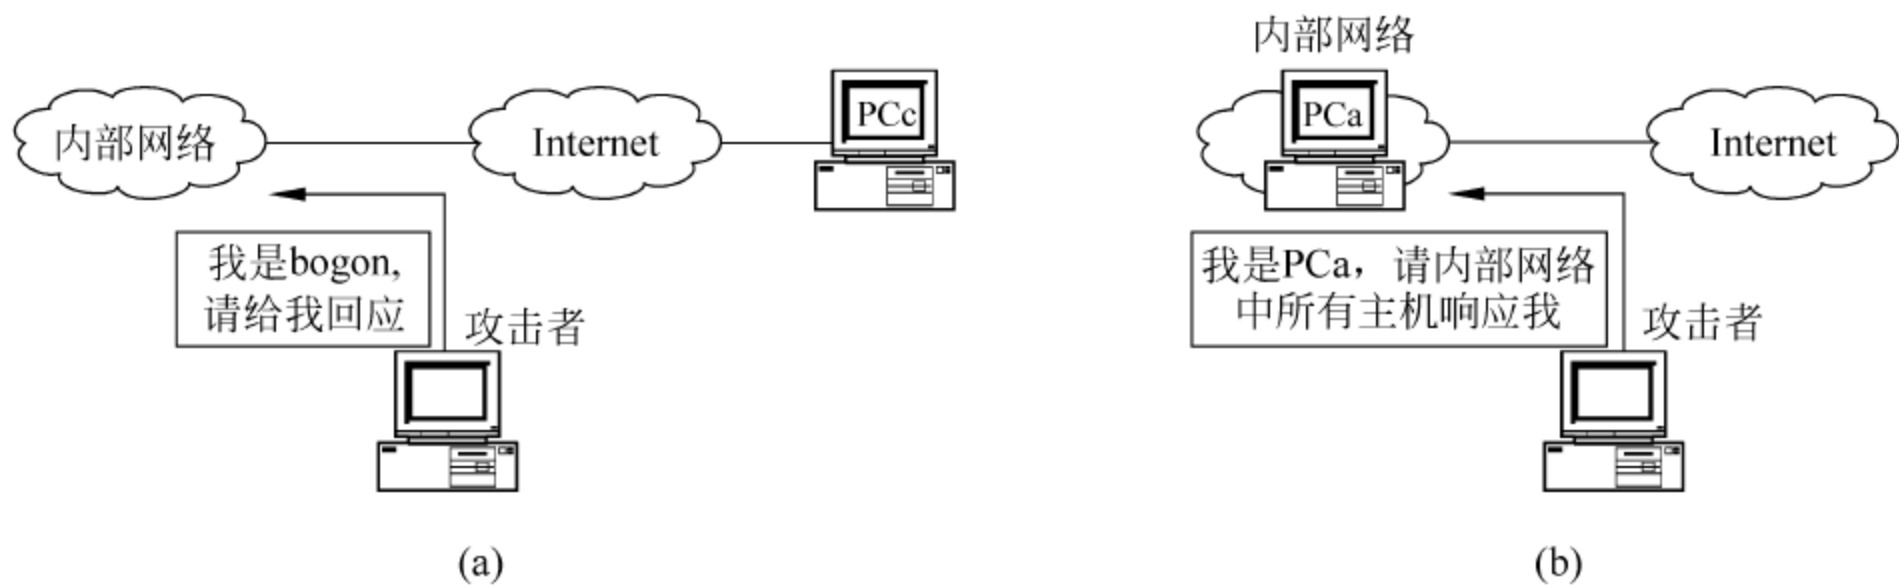 内部网络
Internet
PCc
我是bogon,
请给我回应
攻击者
(a)
内部网络
PCa
Internet
我是PCa，请内部网络
中所有主机响应我
攻击者
(b)